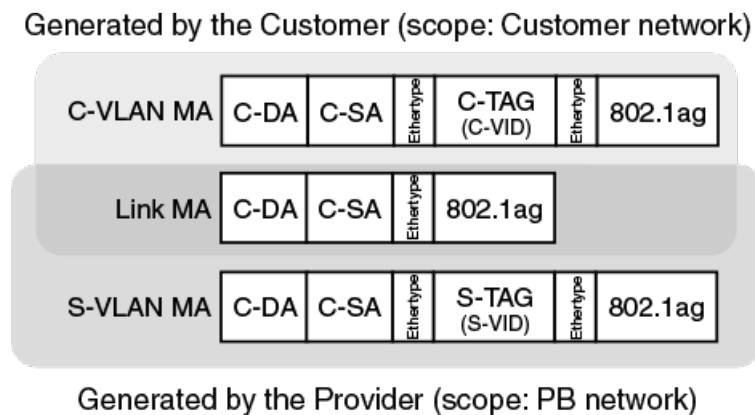 Generated by the Customer (scope: Customer network)
C-VLAN MA C-DA C-SA Ethertype C-TAG (C-VID) Ethertype 802.1ag
Link MA C-DA C-SA Ethertype 802.1ag
S-VLAN MA C-DA C-SA Ethertype S-TAG (S-VID) Ethertype 802.1ag
Generated by the Provider (scope: PB network)